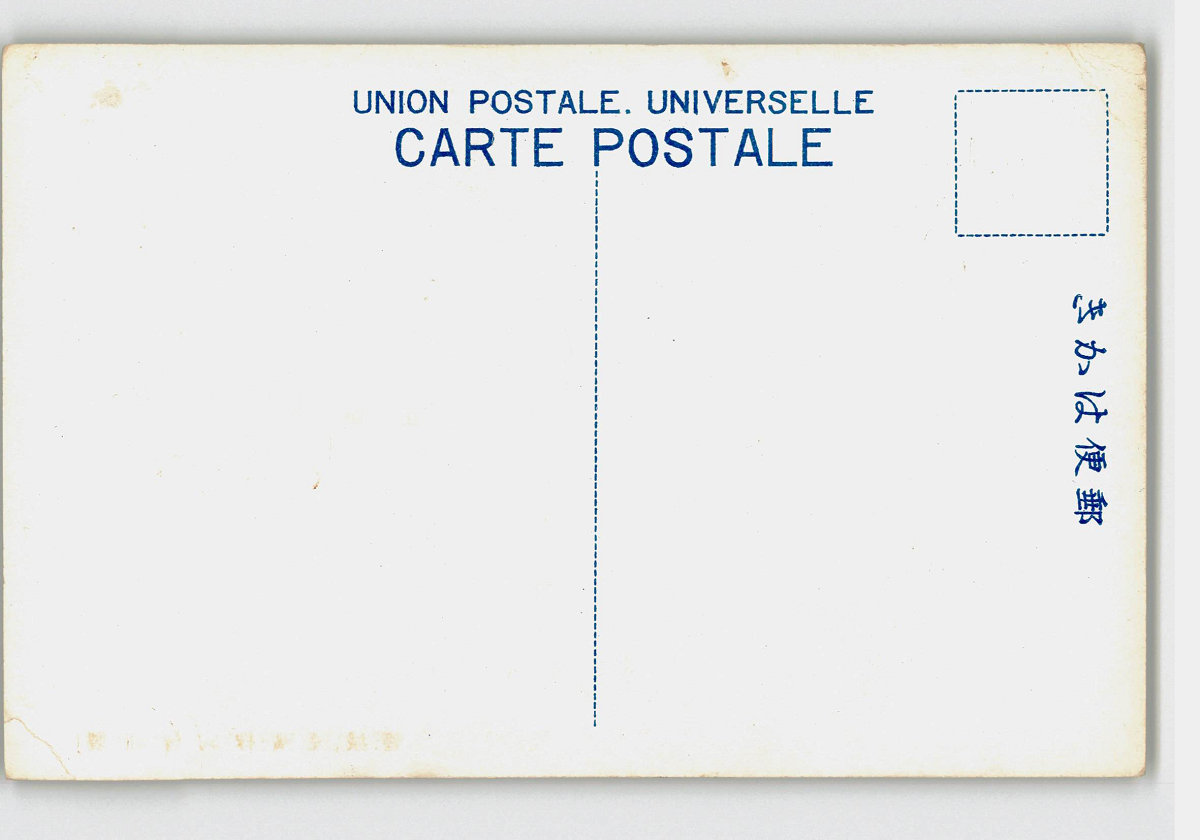 UNION POSTALE. UNIVERSELLE
CARTE POSTALE
郵便はかき